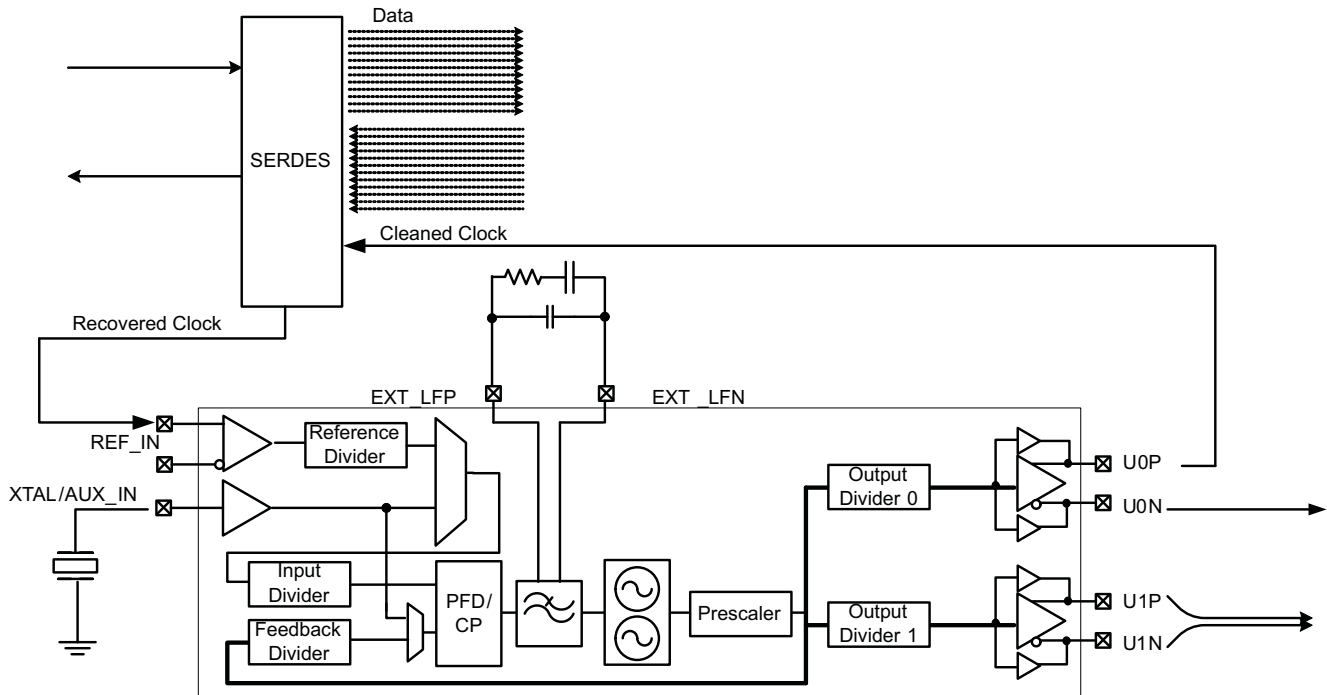 Data
SERDES
Cleaned Clock
Recovered Clock
EXT_LFP
EXT _LFN
REF_IN
Reference
Divider
XTAL/AUX_IN
Output
Divider 0
U0P
U0N
Input
Divider
PFD/
CP
Prescaler
Feedback
Divider
Output
Divider 1
U1P
U1N